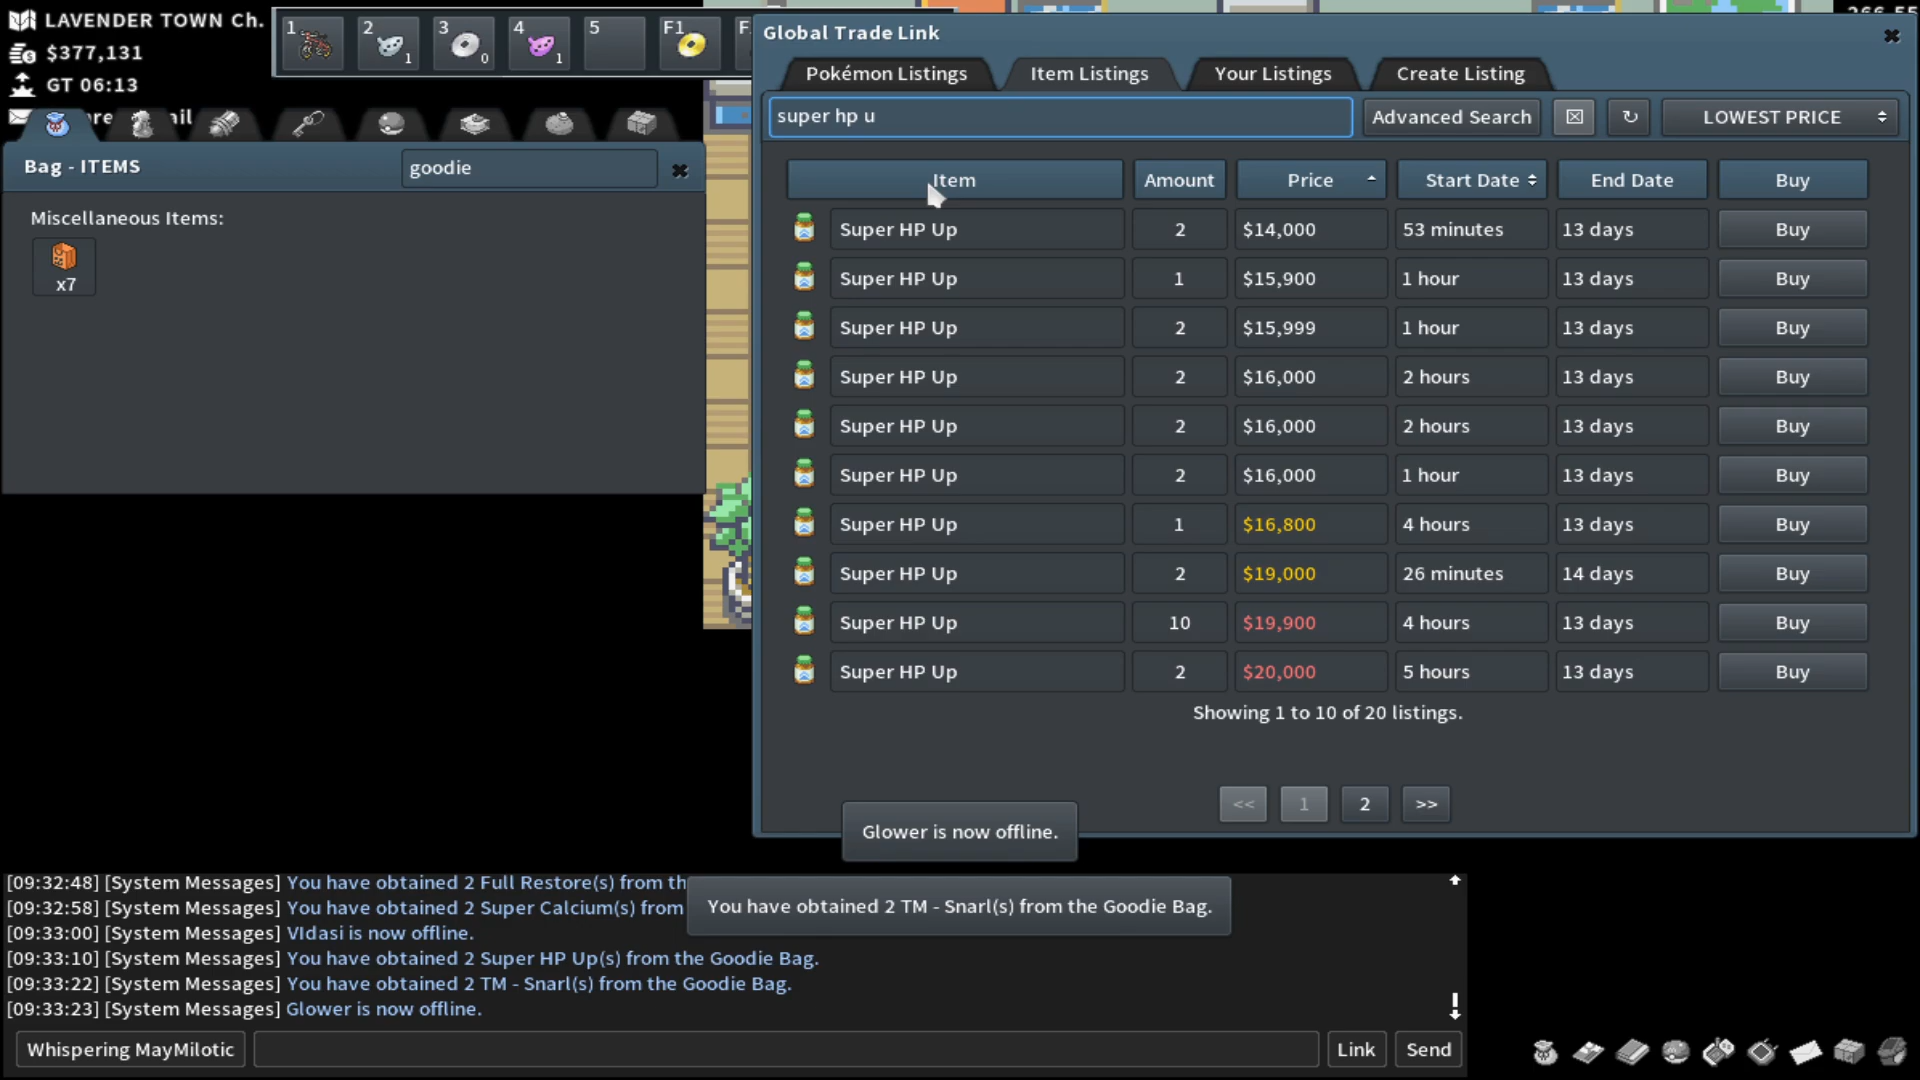 LAVENDER TOWN Ch.
$377,131
GT 06:13
1
2
1
3
0
4
1
5
F1
F
Global Trade Link
Pokémon Listings
Item Listings
Your Listings
Create Listing
super hp u
Advanced Search
LOWEST PRICE
Bag - ITEMS
goodie
Miscellaneous Items:
x7
Item Amount Price Start Date End Date Buy
Super HP Up 2 $14,000 53 minutes 13 days Buy
Super HP Up 1 $15,900 1 hour 13 days Buy
Super HP Up 2 $15,999 1 hour 13 days Buy
Super HP Up 2 $16,000 2 hours 13 days Buy
Super HP Up 2 $16,000 2 hours 13 days Buy
Super HP Up 2 $16,000 1 hour 13 days Buy
Super HP Up 1 $16,800 4 hours 13 days Buy
Super HP Up 2 $19,000 26 minutes 14 days Buy
Super HP Up 10 $19,900 4 hours 13 days Buy
Super HP Up 2 $20,000 5 hours 13 days Buy
Showing 1 to 10 of 20 listings.
<< 1 2 >>
Glower is now offline.
You have obtained 2 TM - Snarl(s) from the Goodie Bag.
[09:32:48] [System Messages] You have obtained 2 Full Restore(s) from th
[09:32:58] [System Messages] You have obtained 2 Super Calcium(s) from
[09:33:00] [System Messages] VIdasi is now offline.
[09:33:10] [System Messages] You have obtained 2 Super HP Up(s) from the Goodie Bag.
[09:33:22] [System Messages] You have obtained 2 TM - Snarl(s) from the Goodie Bag.
[09:33:23] [System Messages] Glower is now offline.
Whispering MayMilotic
Link
Send